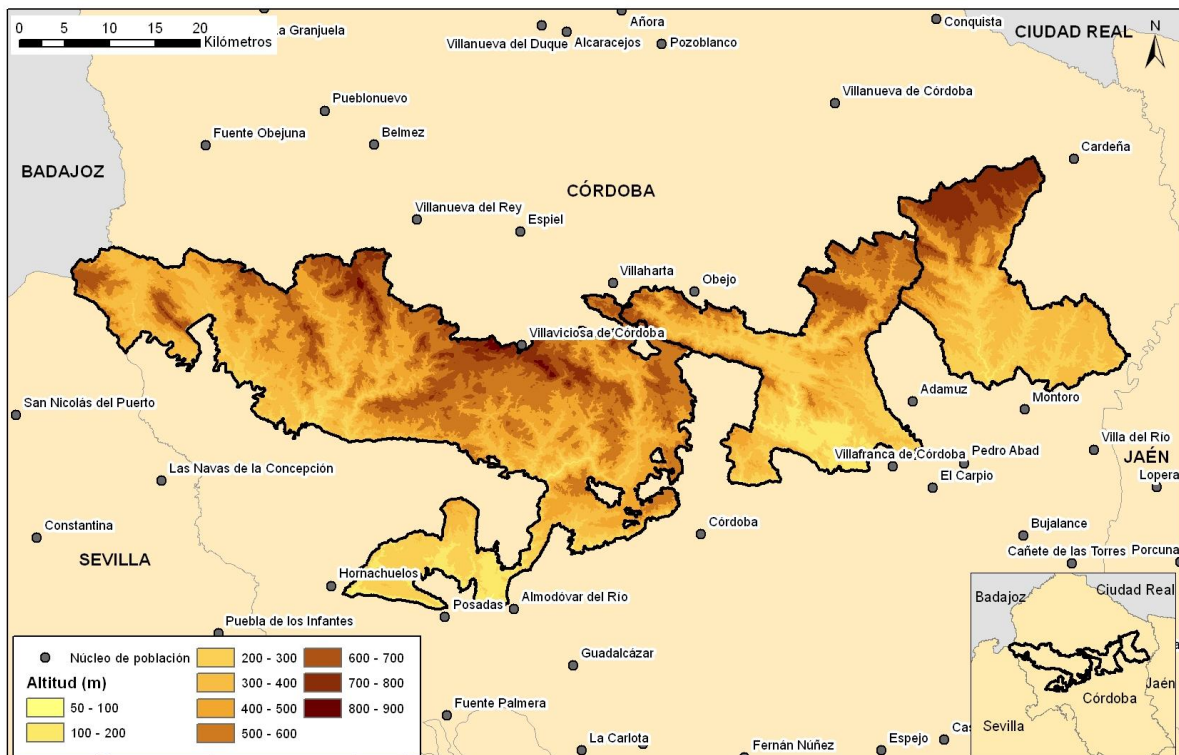 0 5 10 15 20
Kilómetros
La Granjuela
Añora
Villanueva del Duque
Alcaracejos
Pozoblanco
Conquista
CIUDAD REAL
N
Pueblonuevo
Villanueva de Córdoba
Fuente Obejuna
Belmez
Cardeña
BADAJOZ
CÓRDOBA
Villanueva del Rey
Espiel
Villaharta
Obejo
Villaviciosa de Córdoba
San Nicolás del Puerto
Adamuz
Montoro
Villafranca de Córdoba
Pedro Abad
Villa del Río
JAÉN
Las Navas de la Concepción
El Carpio
Lopera
Constantina
Córdoba
Bujalance
SEVILLA
Cañete de las Torres
Porcuna
Hornachuelos
Posadas
Almodóvar del Río
Puebla de los Infantes
Guadalcázar
Fuente Palmera
La Carlota
Fernán Núñez
Espejo
Núcleo de población
Altitud (m)
50 - 100
100 - 200
200 - 300
300 - 400
400 - 500
500 - 600
600 - 700
700 - 800
800 - 900
Badajoz
Ciudad Real
Jaén
Córdoba
Sevilla